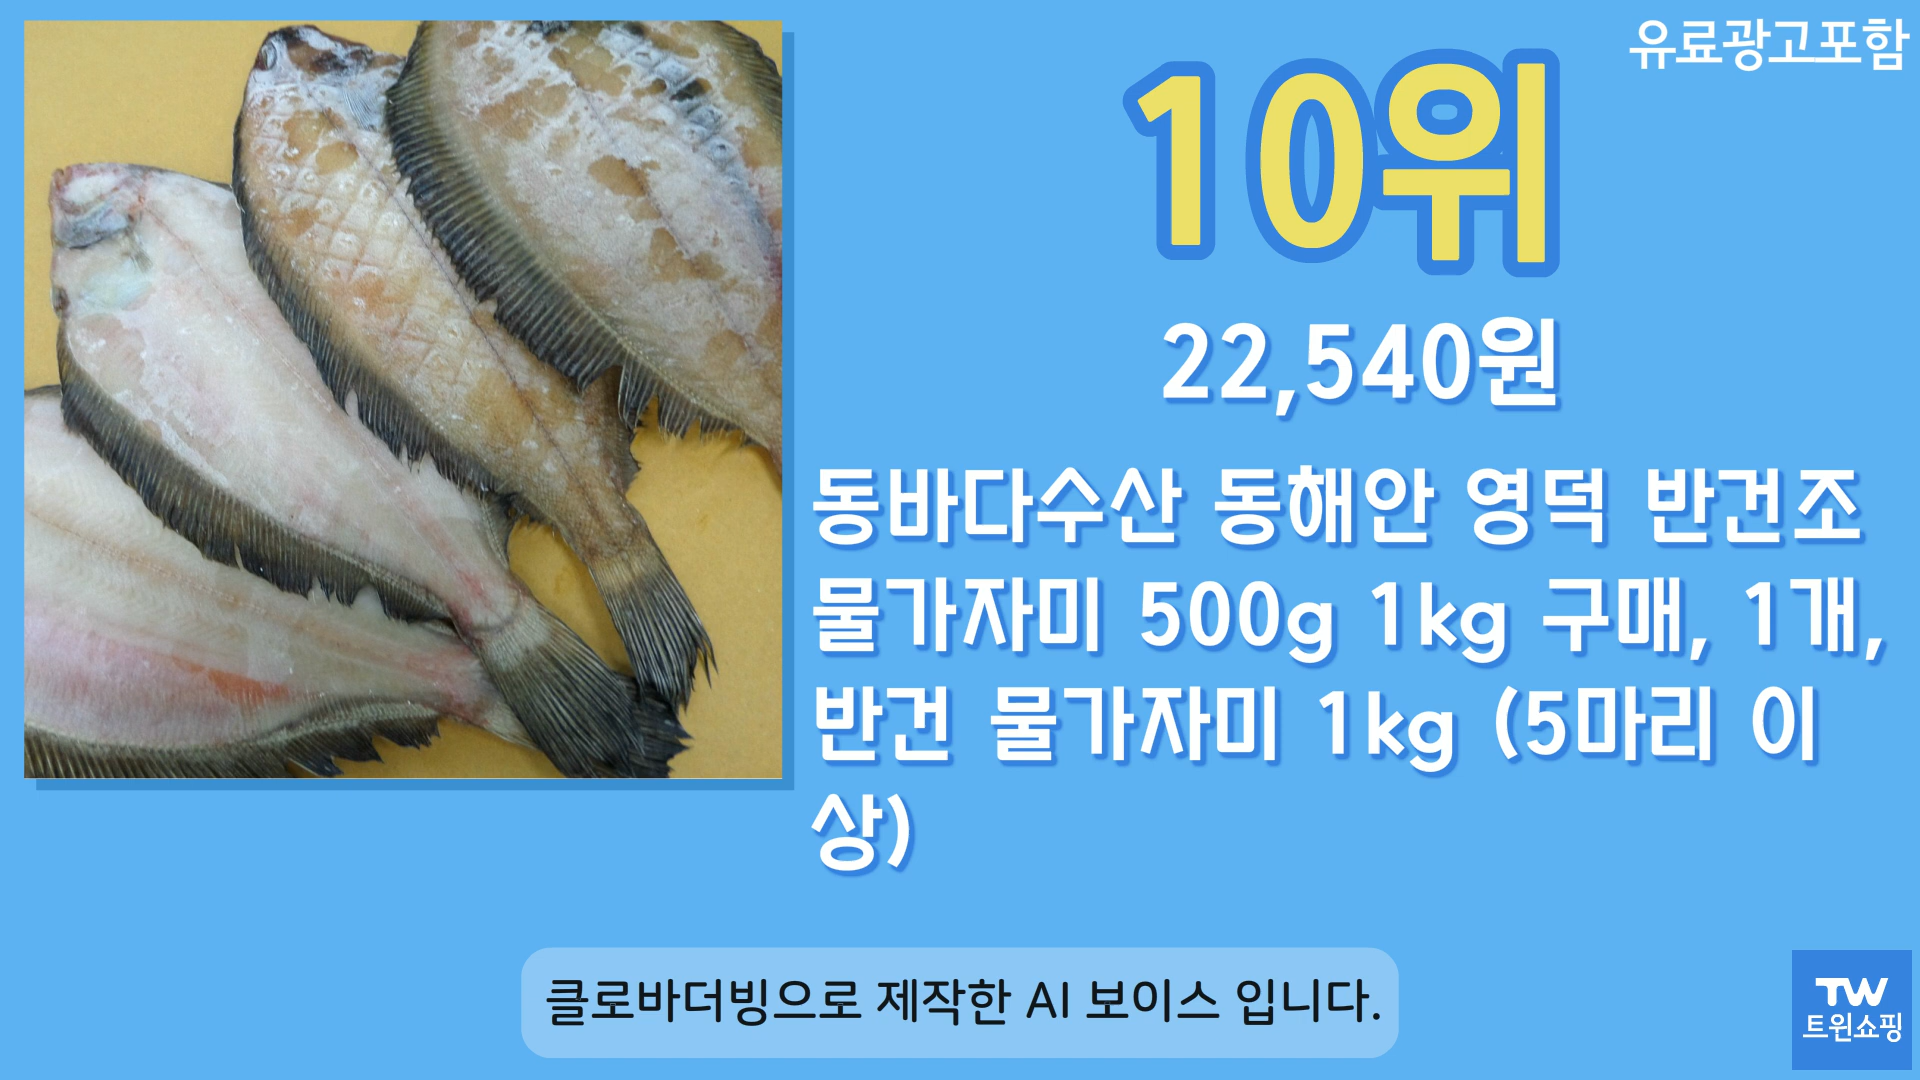 유료광고포함
10위
22,540원
동바다수산 동해안 영덕 반건조
물가자미 500g 1kg 구매, 1개,
반건 물가자미 1kg (5마리 이
상)
클로바더빙으로 제작한 AI 보이스 입니다.
TW
트윈쇼핑